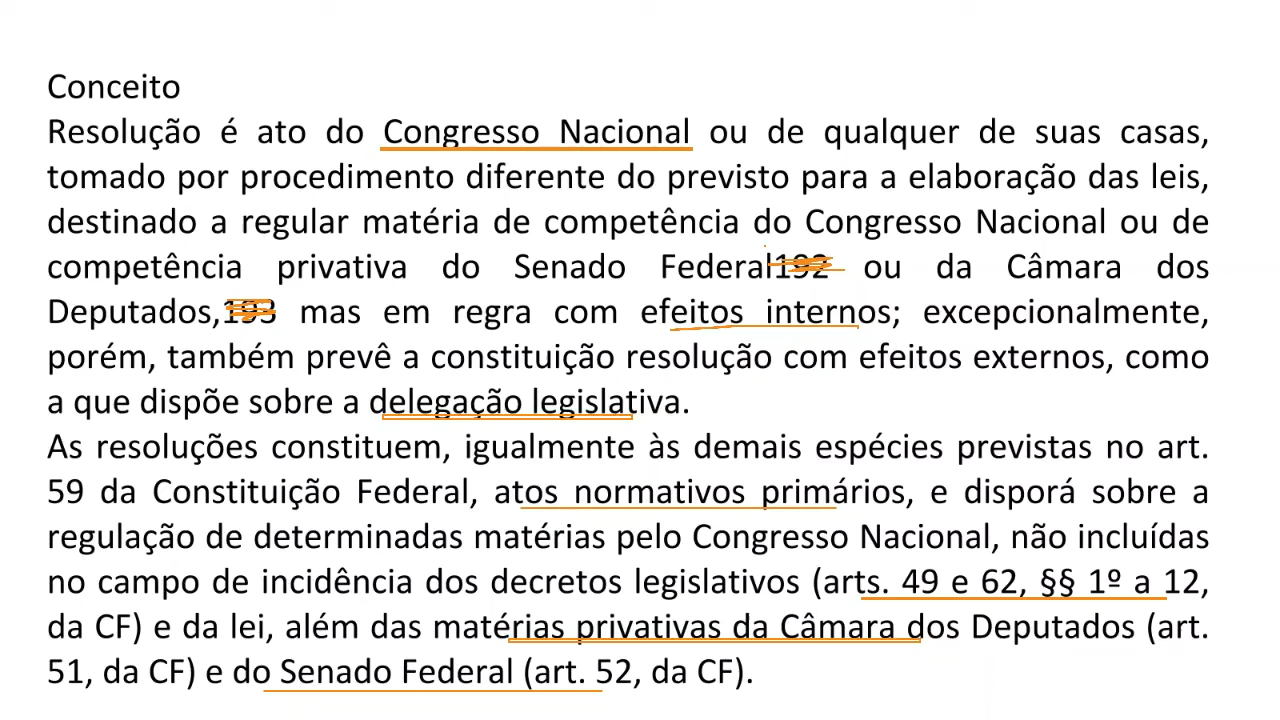 Conceito
Resolução é ato do Congresso Nacional ou de qualquer de suas casas,
tomado por procedimento diferente do previsto para a elaboração das leis,
destinado a regular matéria de competência do Congresso Nacional ou de
competência privativa do Senado Federal192 ou da Câmara dos
Deputados,193 mas em regra com efeitos internos; excepcionalmente,
porém, também prevê a constituição resolução com efeitos externos, como
a que dispõe sobre a delegação legislativa.
As resoluções constituem, igualmente às demais espécies previstas no art.
59 da Constituição Federal, atos normativos primários, e disporá sobre a
regulação de determinadas matérias pelo Congresso Nacional, não incluídas
no campo de incidência dos decretos legislativos (arts. 49 e 62, §§ 1º a 12,
da CF) e da lei, além das matérias privativas da Câmara dos Deputados (art.
51, da CF) e do Senado Federal (art. 52, da CF).